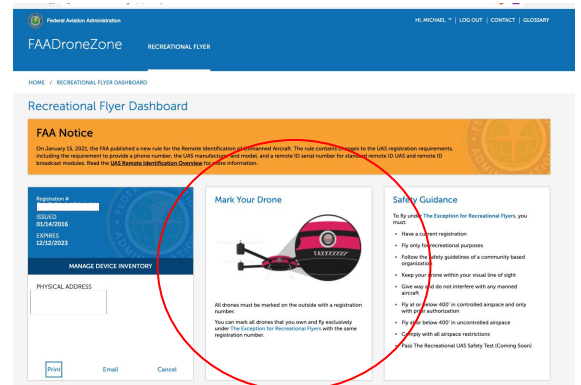 Federal Aviation Administration
HI, MICHAEL | LOG OUT | CONTACT | GLOSSARY
FAADroneZone
RECREATIONAL FLYER
HOME / RECREATIONAL FLYER DASHBOARD
Recreational Flyer Dashboard
FAA Notice
On January 15, 2021, the FAA published a new rule for the Remote Identification of Unmanned Aircraft. The rule contains changes to the UAS registration requirements,
including the requirement to provide a phone number, the UAS manufacturer and model, and a remote ID serial number for standard remote ID UAS and remote ID
broadcast modules. Read the UAS Remote Identification Overview for more information.
Registration #
ISSUED
01/14/2016
EXPIRES
12/12/2023
MANAGE DEVICE INVENTORY
PHYSICAL ADDRESS
Print
Email
Cancel
Mark Your Drone
FAXXXXZZ
All drones must be marked on the outside with a registration
number.
You can mark all drones that you own and fly exclusively
under The Exception for Recreational Flyers with the same
registration number.
Safety Guidance
To fly under The Exception for Recreational Flyers, you
must:
• Have a current registration
• Fly only for recreational purposes
• Follow the safety guidelines of a community based
organization
• Keep your drone within your visual line of sight
• Give way and do not interfere with any manned
aircraft
• Fly at or below 400' in controlled airspace and only
with prior authorization
• Fly at or below 400' in uncontrolled airspace
• Comply with all airspace restrictions
• Pass The Recreational UAS Safety Test (Coming Soon)